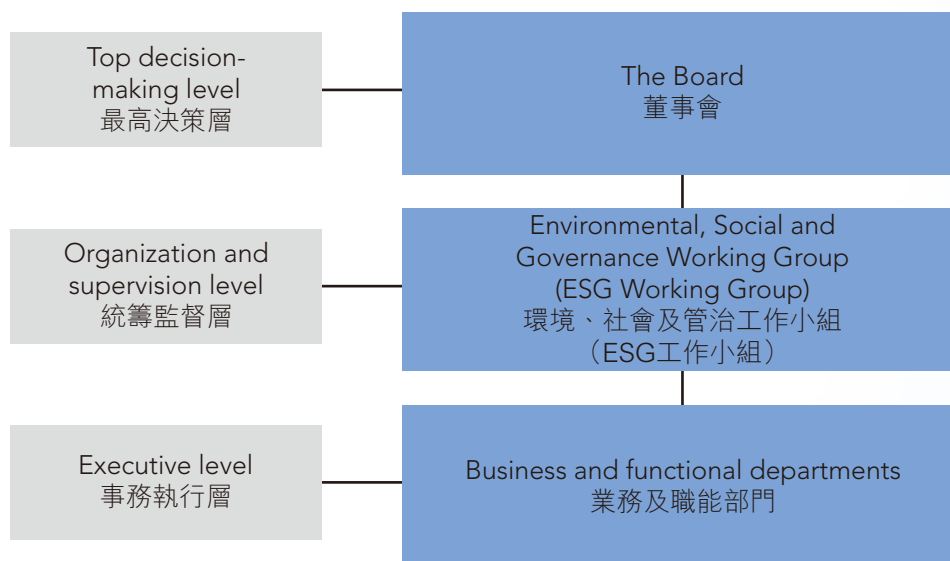 Top decision-
making level
最高決策層
The Board
董事會
Organization and
supervision level
統籌監督層
Environmental, Social and
Governance Working Group
(ESG Working Group)
環境、社會及管治工作小組
（ESG工作小組）
Executive level
事務執行層
Business and functional departments
業務及職能部門